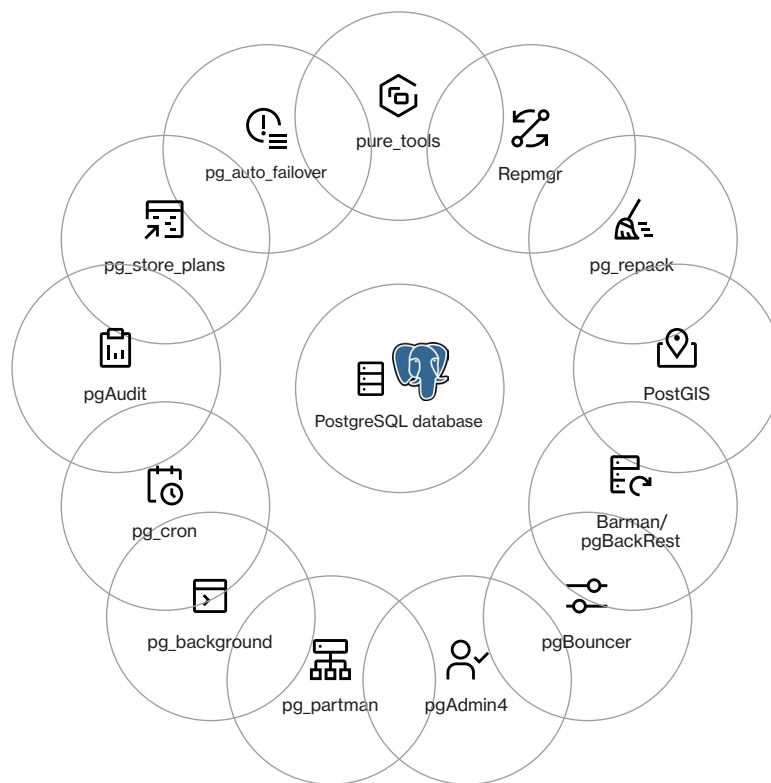 pure_tools
pg_auto_failover
Repmgr
pg_store_plans
pg_repack
pgAudit
PostGIS
PostgreSQL database
pg_cron
Barman/
pgBackRest
pg_background
pgBouncer
pg_partman
pgAdmin4